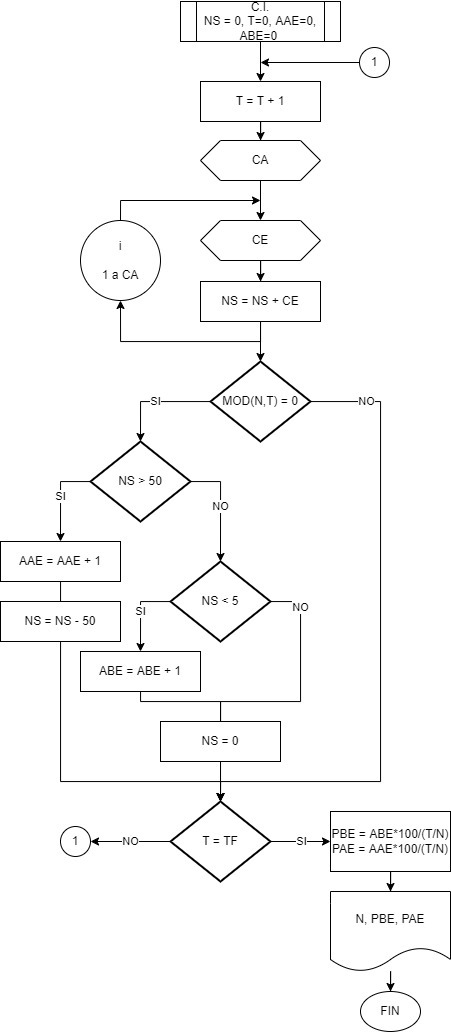 C.I.
NS = 0, T=0, AAE=0,
ABE=0
1
T = T + 1
CA
i
1 a CA
CE
NS = NS + CE
MOD(N,T) = 0
SI
NO
NS > 50
SI
NO
AAE = AAE + 1
NS < 5
SI
NO
NS = NS - 50
ABE = ABE + 1
NS = 0
T = TF
NO
1
SI
PBE = ABE*100/(T/N)
PAE = AAE*100/(T/N)
N, PBE, PAE
FIN